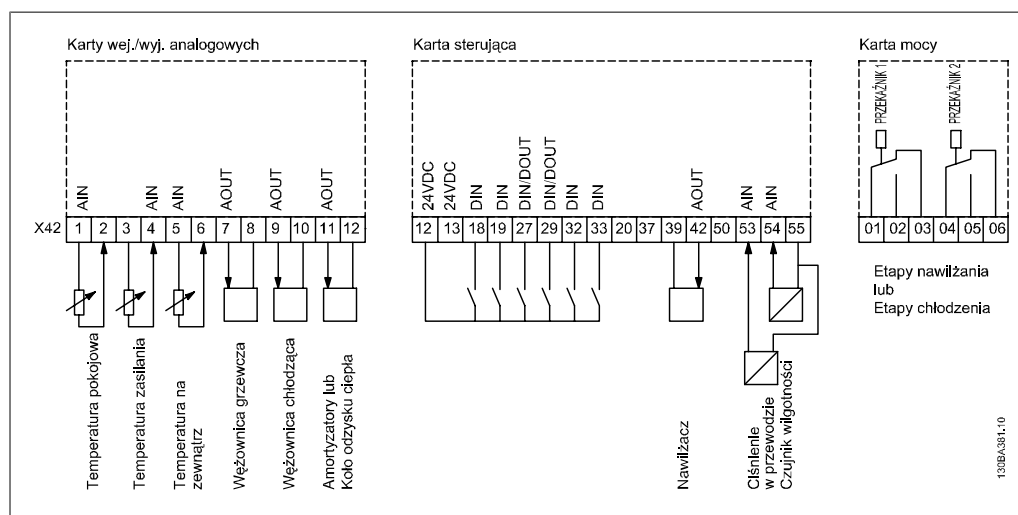 Karty wej./wyj. analogowych
Karta sterująca
Karta mocy
AIN
AIN
AIN
AOUT
AOUT
AOUT
24VDC
24VDC
DIN
DIN
DIN/DOUT
DIN/DOUT
DIN
DIN
AOUT
AIN
AIN
PRZEKAŹNIK 1
PRZEKAŹNIK 2
X42
1 2 3 4 5 6 7 8 9 10 11 12
12 13 18 19 27 29 32 33 20 37 39 42 50 53 54 55
01 02 03 04 05 06
Temperatura pokojowa
Temperatura zasilania
Temperatura na
zewnątrz
Wężownica grzewcza
Wężownica chłodząca
Amortyzatory lub
Koło odzysku ciepła
Nawilżacz
Ciśnienie
w przewodzie
Czujnik wilgotności
Etapy nawilżania
lub
Etapy chłodzenia
130BA381.10